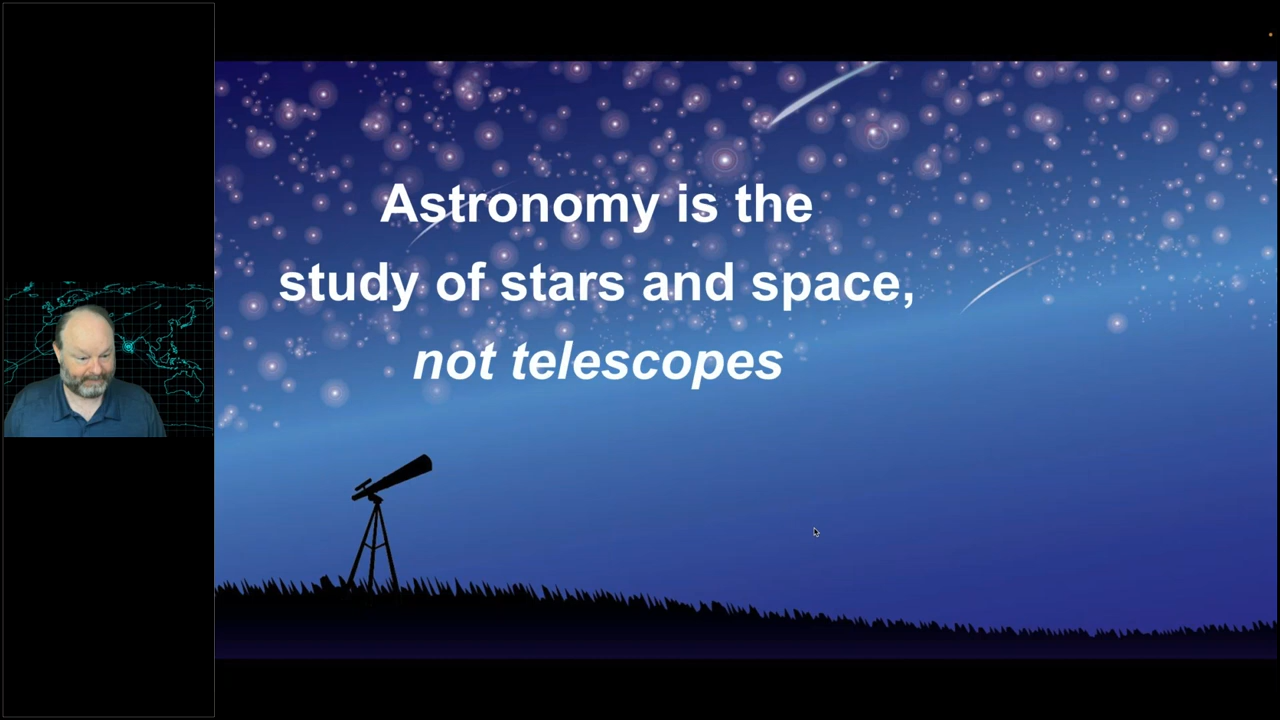 Astronomy is the
study of stars and space,
not telescopes